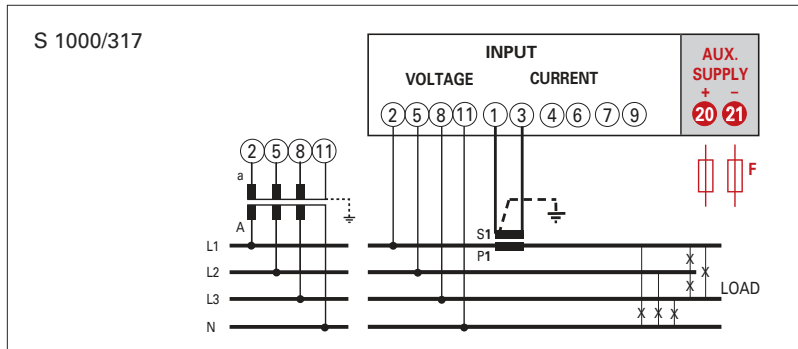 S 1000/317
INPUT
VOLTAGE CURRENT
2 5 8 11 1 3 4 6 7 9
AUX.
SUPPLY
+ –
20 21
F
2 5 8 11
a
A
S1
P1
L1
L2
L3
N
X
X X
X
X X X
LOAD